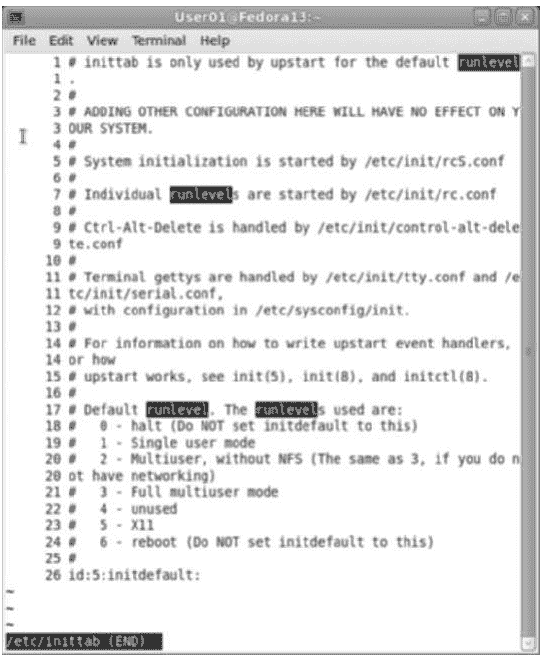 User01@Fedora13:~
File Edit View Terminal Help
1 # inittab is only used by upstart for the default runlevel
1 .
2 #
3 # ADDING OTHER CONFIGURATION HERE WILL HAVE NO EFFECT ON Y
3 OUR SYSTEM.
4 #
5 # System initialization is started by /etc/init/rcS.conf
6 #
7 # Individual runlevels are started by /etc/init/rc.conf
8 #
9 # Ctrl-Alt-Delete is handled by /etc/init/control-alt-dele
9 te.conf
10 #
11 # Terminal gettys are handled by /etc/init/tty.conf and /e
11 tc/init/serial.conf,
12 # with configuration in /etc/sysconfig/init.
13 #
14 # For information on how to write upstart event handlers,
14 or how
15 # upstart works, see init(5), init(8), and initctl(8).
16 #
17 # Default runlevel. The runlevels used are:
18 # 0 - halt (Do NOT set initdefault to this)
19 # 1 - Single user mode
20 # 2 - Multiuser, without NFS (The same as 3, if you do n
20 ot have networking)
21 # 3 - Full multiuser mode
22 # 4 - unused
23 # 5 - X11
24 # 6 - reboot (Do NOT set initdefault to this)
25 #
26 id:5:initdefault:
~
~
~
/etc/inittab (END)